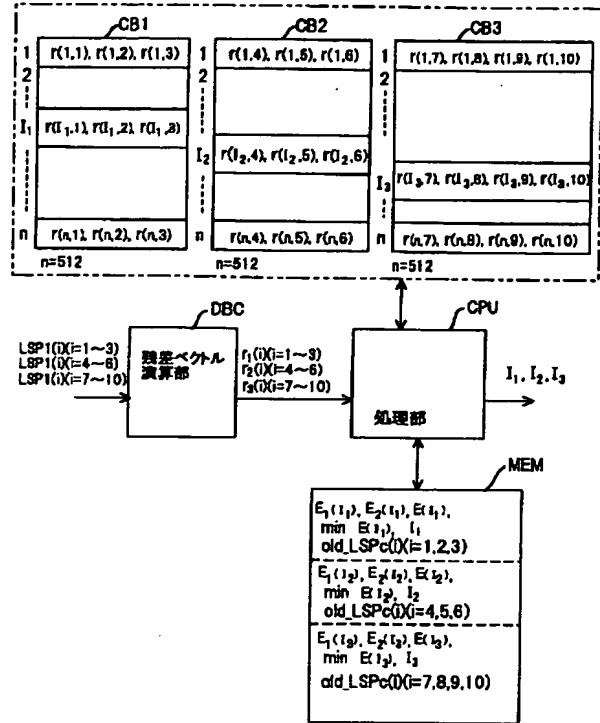 CB1
1 r(1,1), r(1,2), r(1,3)
2
I₁ r(I₁,1), r(I₁,2), r(I₁,3)
n r(n,1), r(n,2), r(n,3)
n=512
CB2
1 r(1,4), r(1,5), r(1,6)
2
I₂ r(I₂,4), r(I₂,5), r(I₂,6)
n r(n,4), r(n,5), r(n,6)
n=512
CB3
1 r(1,7), r(1,8), r(1,9), r(1,10)
2
I₃ r(I₃,7), r(I₃,8), r(I₃,9), r(I₃,10)
n r(n,7), r(n,8), r(n,9), r(n,10)
n=512
LSP1(i)(i=1~3)
LSP1(i)(i=4~6)
LSP1(i)(i=7~10)
DBC
残差ベクトル
演算部
r₁(i)(i=1~3)
r₂(i)(i=4~6)
r₃(i)(i=7~10)
CPU
処理部
I₁, I₂, I₃
MEM
E₁(I₁), E₂(I₁), E(I₁),
min E(I₁), I₁
old_LSPc(i)(i=1,2,3)
E₁(I₂), E₂(I₂), E(I₂),
min E(I₂), I₂
old_LSPc(i)(i=4,5,6)
E₁(I₃), E₂(I₃), E(I₃),
min E(I₃), I₃
old_LSPc(i)(i=7,8,9,10)